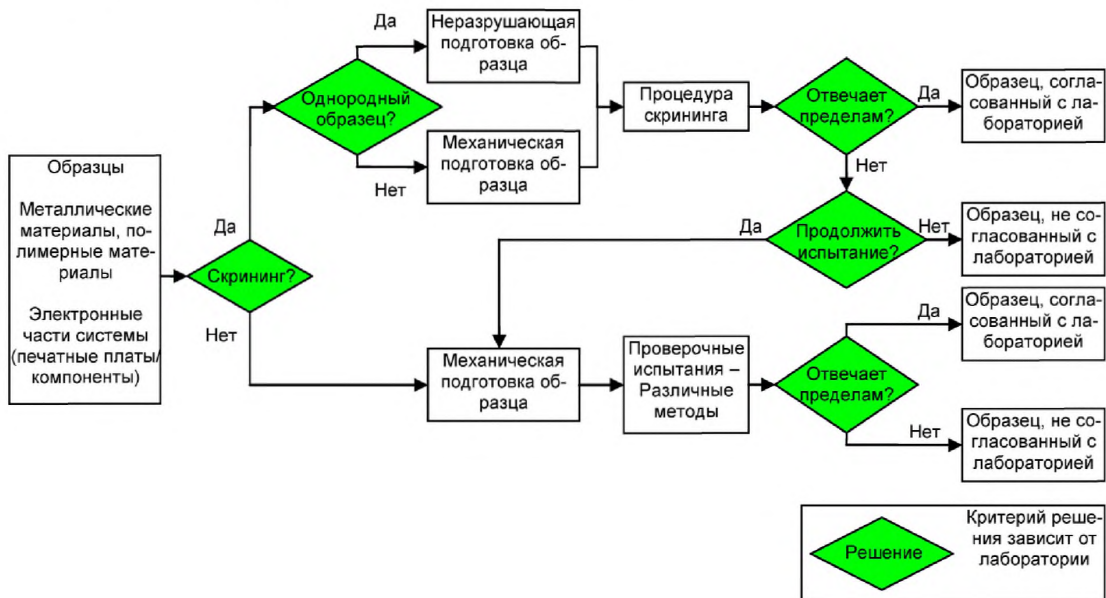 Образцы
Металлические
материалы, по-
лимерные мате-
риалы
Электронные
части системы
(печатные платы/
компоненты)
Скрининг?
Да
Нет
Однородный
образец?
Да
Нет
Неразрушающая
подготовка об-
разца
Механическая
подготовка об-
разца
Процедура
скрининга
Отвечает
пределам?
Да
Нет
Образец, согла-
сованный с ла-
бораторией
Продолжить
испытание?
Да
Нет
Образец, не со-
гласованный с
лабораторией
Механическая
подготовка об-
разца
Проверочные
испытания –
Различные
методы
Отвечает
пределам?
Да
Нет
Образец, согла-
сованный с ла-
бораторией
Образец, не со-
гласованный с
лабораторией
Решение
Критерий реше-
ния зависит от
лаборатории